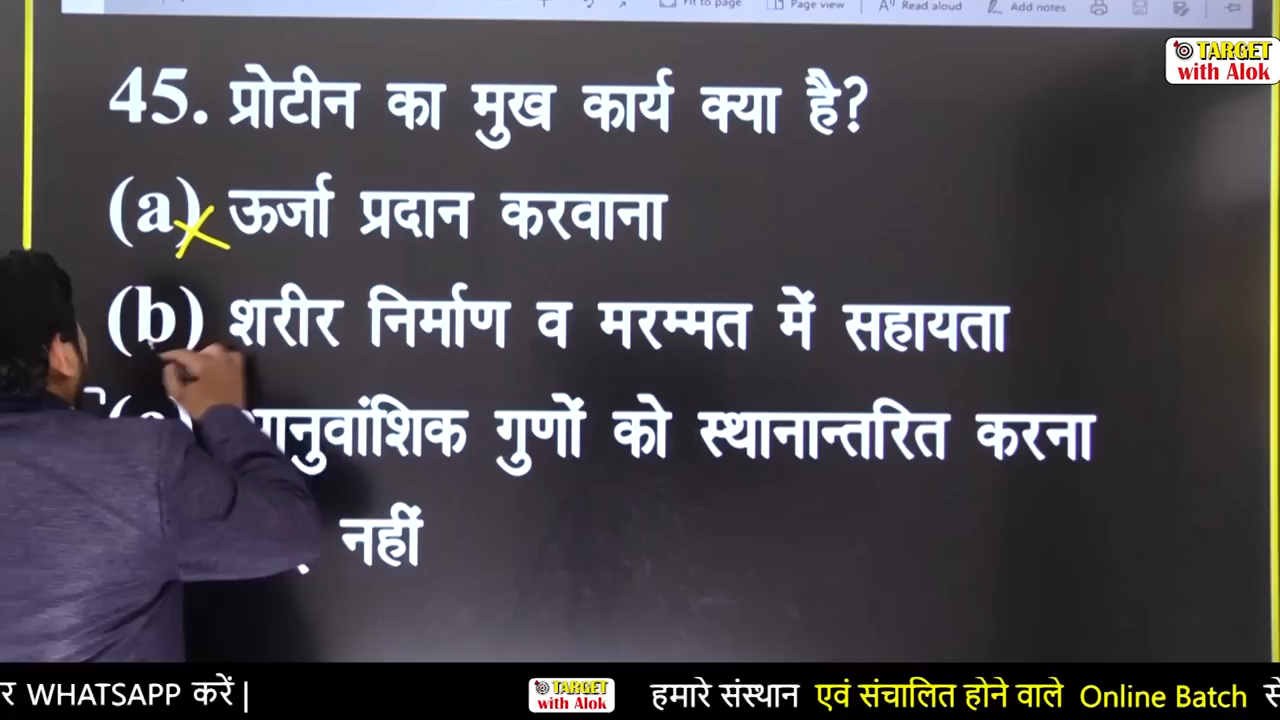 Fit to page Page view Read aloud Add notes
TARGET
with Alok
45. प्रोटीन का मुख कार्य क्या है?
(a) ऊर्जा प्रदान करवाना
(b) शरीर निर्माण व मरम्मत में सहायता
गुणों को स्थानान्तरित करना
नहीं
र WHATSAPP करें |
TARGET
with Alok
हमारे संस्थान एवं संचालित होने वाले Online Batch से